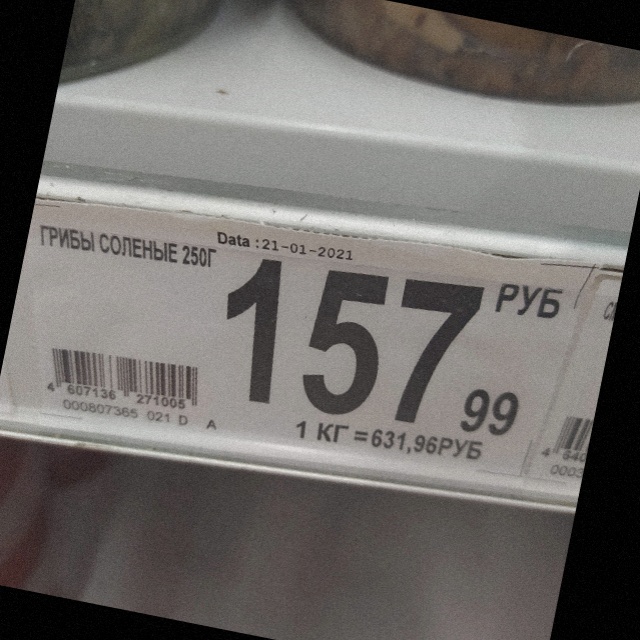 Data : 21-01-2021
ГРИБЫ СОЛЕНЫЕ 250Г
157 99 РУБ
4 607136 271005
000807365 021 D A
1 КГ = 631,96РУБ